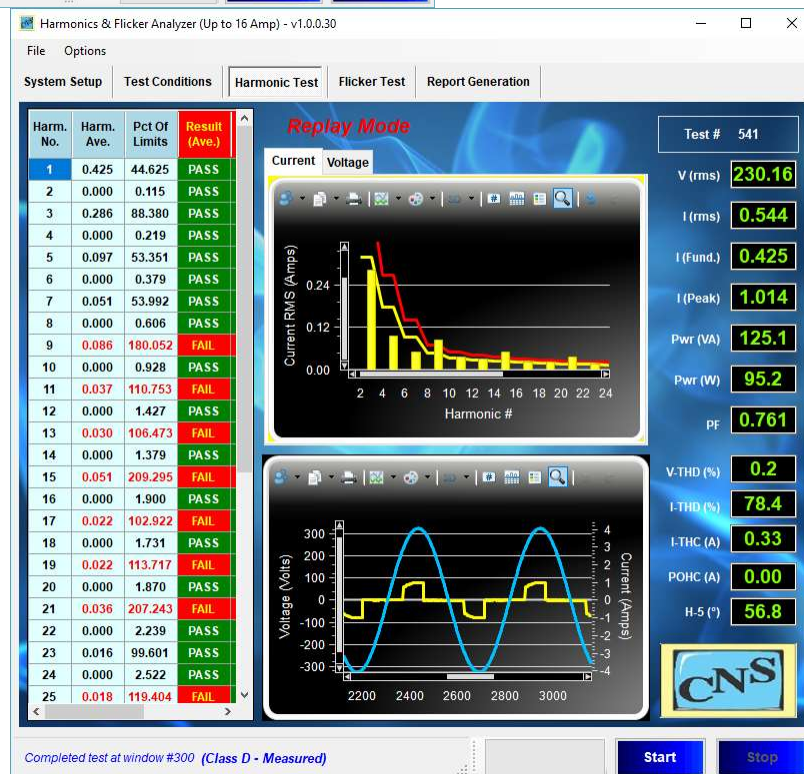 Harmonics & Flicker Analyzer (Up to 16 Amp) - v1.0.0.30
File Options
System Setup Test Conditions Harmonic Test Flicker Test Report Generation
Harm. No. Harm. Ave. Pct Of Limits Result (Ave.)
1 0.425 44.625 PASS
2 0.000 0.115 PASS
3 0.286 88.380 PASS
4 0.000 0.219 PASS
5 0.097 53.351 PASS
6 0.000 0.379 PASS
7 0.051 53.992 PASS
8 0.000 0.606 PASS
9 0.086 180.052 FAIL
10 0.000 0.928 PASS
11 0.037 110.753 FAIL
12 0.000 1.427 PASS
13 0.030 106.473 FAIL
14 0.000 1.379 PASS
15 0.051 209.295 FAIL
16 0.000 1.900 PASS
17 0.022 102.922 FAIL
18 0.000 1.731 PASS
19 0.022 113.717 FAIL
20 0.000 1.870 PASS
21 0.036 207.243 FAIL
22 0.000 2.239 PASS
23 0.016 99.601 PASS
24 0.000 2.522 PASS
25 0.018 119.404 FAIL
Replay Mode
Current Voltage
Current RMS (Amps)
0.24
0.12
0.00
2 4 6 8 10 12 14 16 18 20 22 24
Harmonic #
Voltage (Volts)
300
200
100
0
-100
-200
-300
4
3
2
1
0
-1
-2
-3
-4
Current (Amps)
2200 2400 2600 2800 3000
Test # 541
V (rms) 230.16
I (rms) 0.544
I (Fund.) 0.425
I (Peak) 1.014
Pwr (VA) 125.1
Pwr (W) 95.2
PF 0.761
V-THD (%) 0.2
I-THD (%) 78.4
I-THC (A) 0.33
POHC (A) 0.00
H-5 (°) 56.8
CNS
Completed test at window #300 (Class D - Measured)
Start Stop